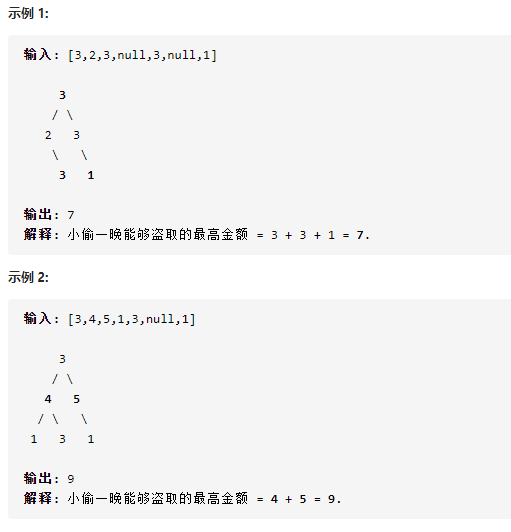 示例 1:
输入: [3,2,3,null,3,null,1]
3
/ \
2 3
\ \
3 1
输出: 7
解释: 小偷一晚能够盗取的最高金额 = 3 + 3 + 1 = 7.
示例 2:
输入: [3,4,5,1,3,null,1]
3
/ \
4 5
/ \ \
1 3 1
输出: 9
解释: 小偷一晚能够盗取的最高金额 = 4 + 5 = 9.